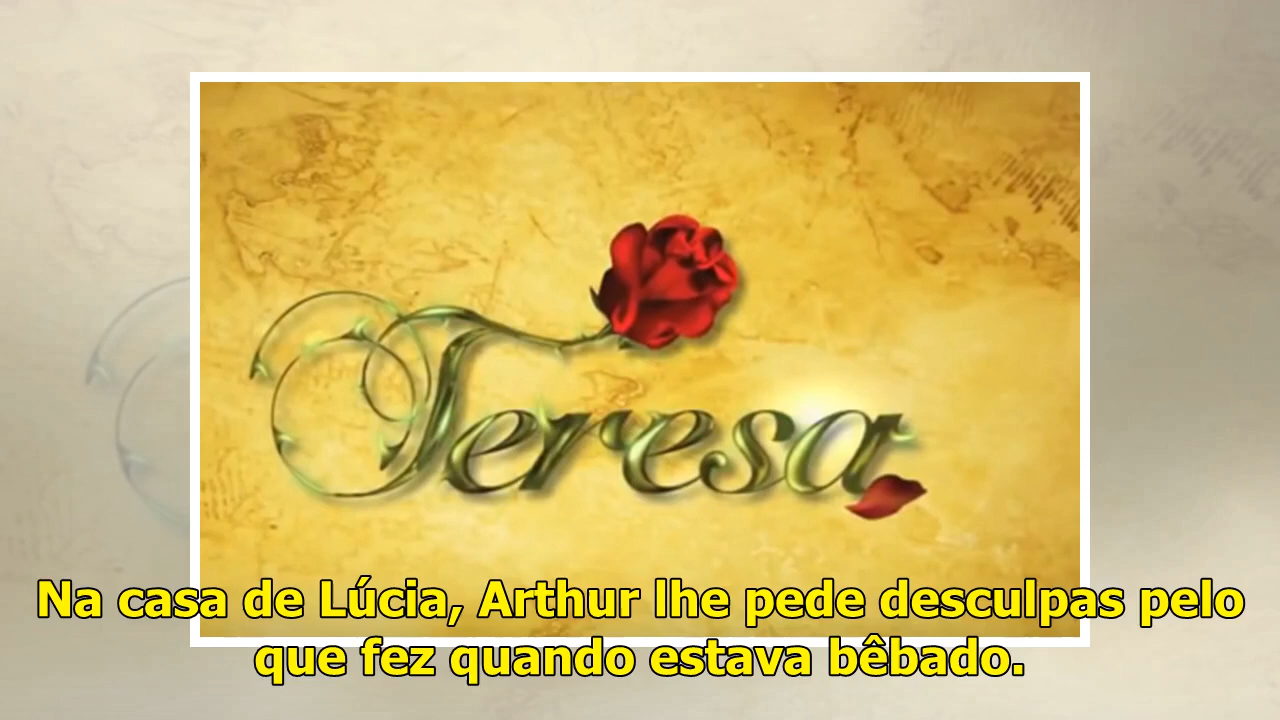 Teresa
Na casa de Lúcia, Arthur lhe pede desculpas pelo
que fez quando estava bêbado.